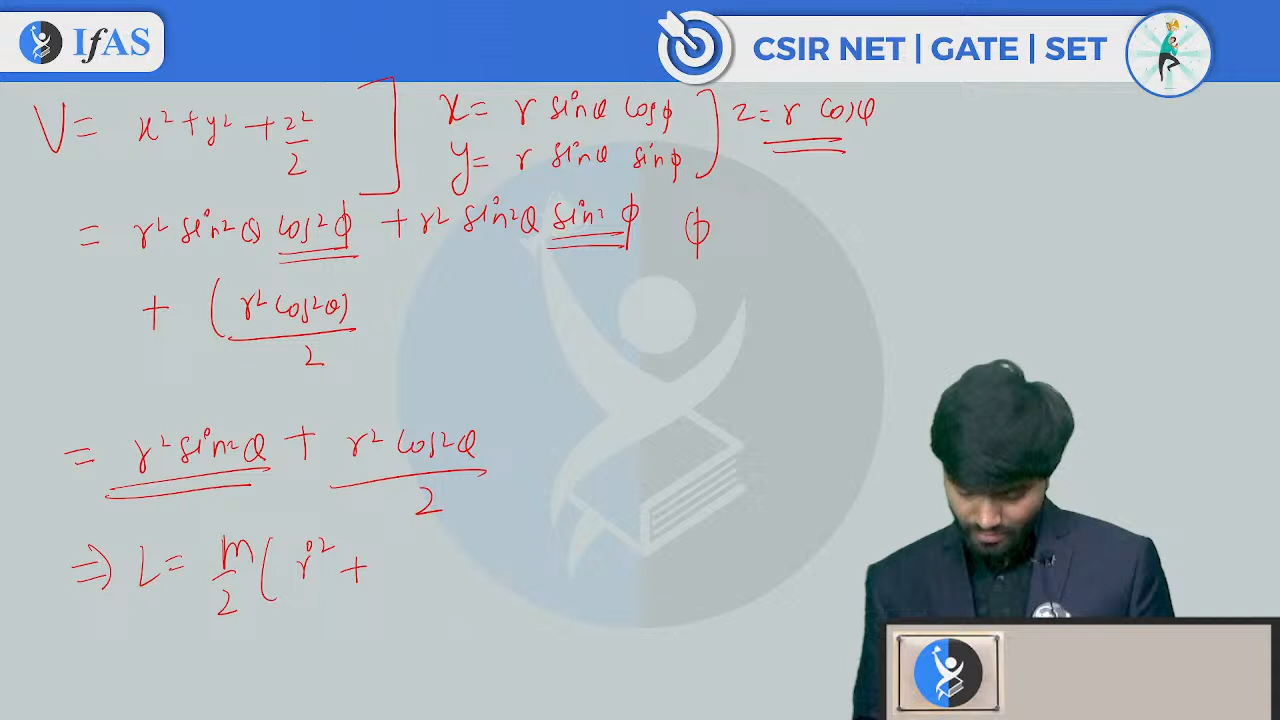 IfAS
CSIR NET | GATE | SET
V = x² + y² + z²/2
x = r sinθ cosφ
y = r sinθ sinφ
z = r cosθ
= r² sin²θ cos²φ + r² sin²θ sin²φ
φ
+ (r² cos²θ)/2
= r² sin²θ + r² cos²θ/2
⇒ L = m/2 ( ṙ² +